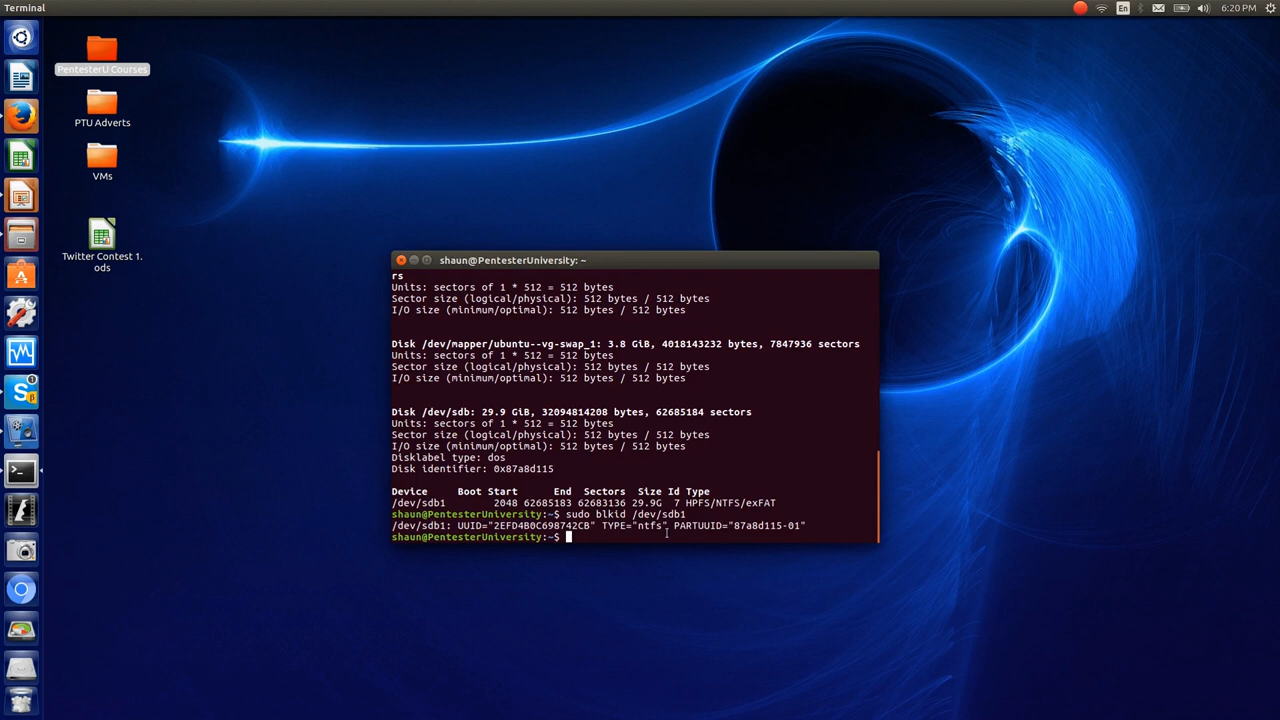 Terminal
En
6:20 PM
PentesterU Courses
PTU Adverts
VMs
Twitter Contest 1.
ods
shaun@PentesterUniversity: ~
rs
Units: sectors of 1 * 512 = 512 bytes
Sector size (logical/physical): 512 bytes / 512 bytes
I/O size (minimum/optimal): 512 bytes / 512 bytes
Disk /dev/mapper/ubuntu--vg-swap_1: 3.8 GiB, 4018143232 bytes, 7847936 sectors
Units: sectors of 1 * 512 = 512 bytes
Sector size (logical/physical): 512 bytes / 512 bytes
I/O size (minimum/optimal): 512 bytes / 512 bytes
Disk /dev/sdb: 29.9 GiB, 32094814208 bytes, 62685184 sectors
Units: sectors of 1 * 512 = 512 bytes
Sector size (logical/physical): 512 bytes / 512 bytes
I/O size (minimum/optimal): 512 bytes / 512 bytes
Disklabel type: dos
Disk identifier: 0x87a8d115
Device Boot Start End Sectors Size Id Type
/dev/sdb1 2048 62685183 62683136 29.9G 7 HPFS/NTFS/exFAT
shaun@PentesterUniversity:~$ sudo blkid /dev/sdb1
/dev/sdb1: UUID="2EFD4B0C698742CB" TYPE="ntfs" PARTUUID="87a8d115-01"
shaun@PentesterUniversity:~$